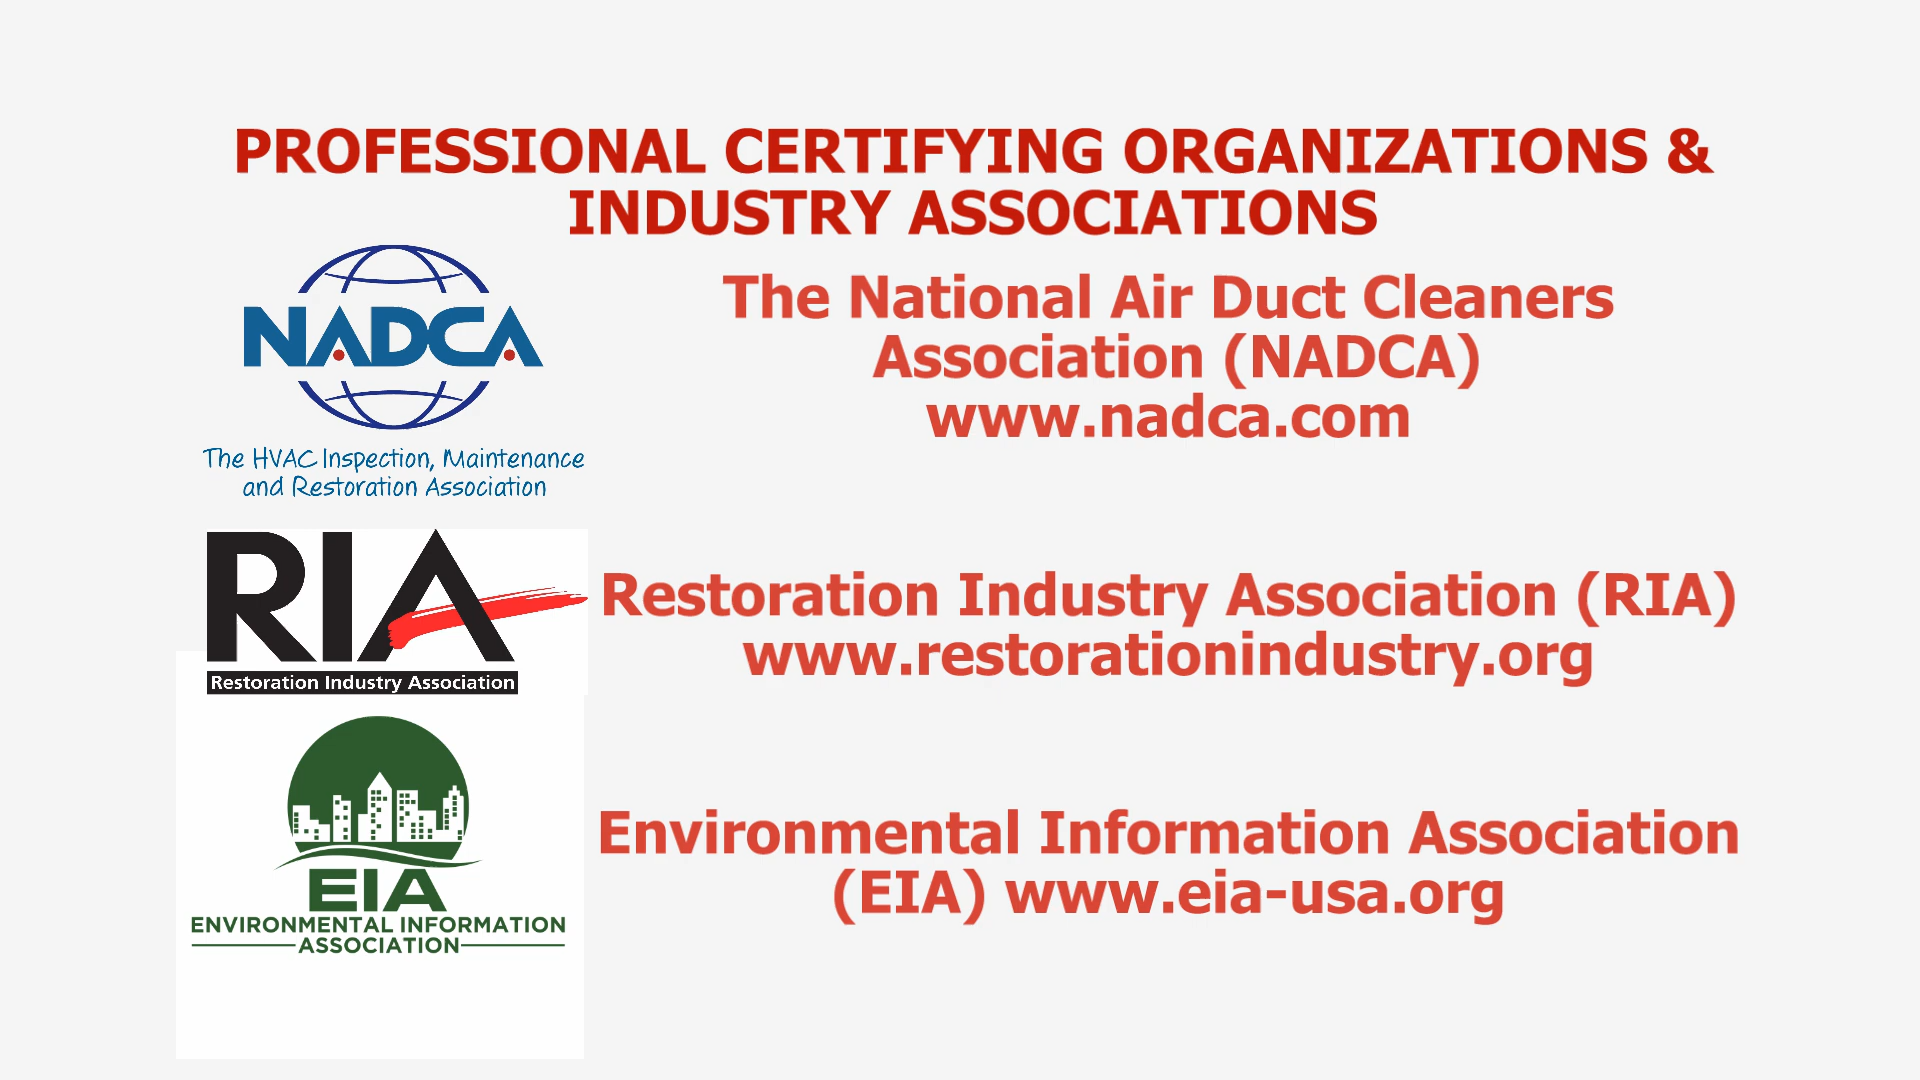 PROFESSIONAL CERTIFYING ORGANIZATIONS &
INDUSTRY ASSOCIATIONS
NADCA
The HVAC Inspection, Maintenance
and Restoration Association
The National Air Duct Cleaners
Association (NADCA)
www.nadca.com
RIA
Restoration Industry Association
Restoration Industry Association (RIA)
www.restorationindustry.org
EIA
ENVIRONMENTAL INFORMATION
ASSOCIATION
Environmental Information Association
(EIA) www.eia-usa.org